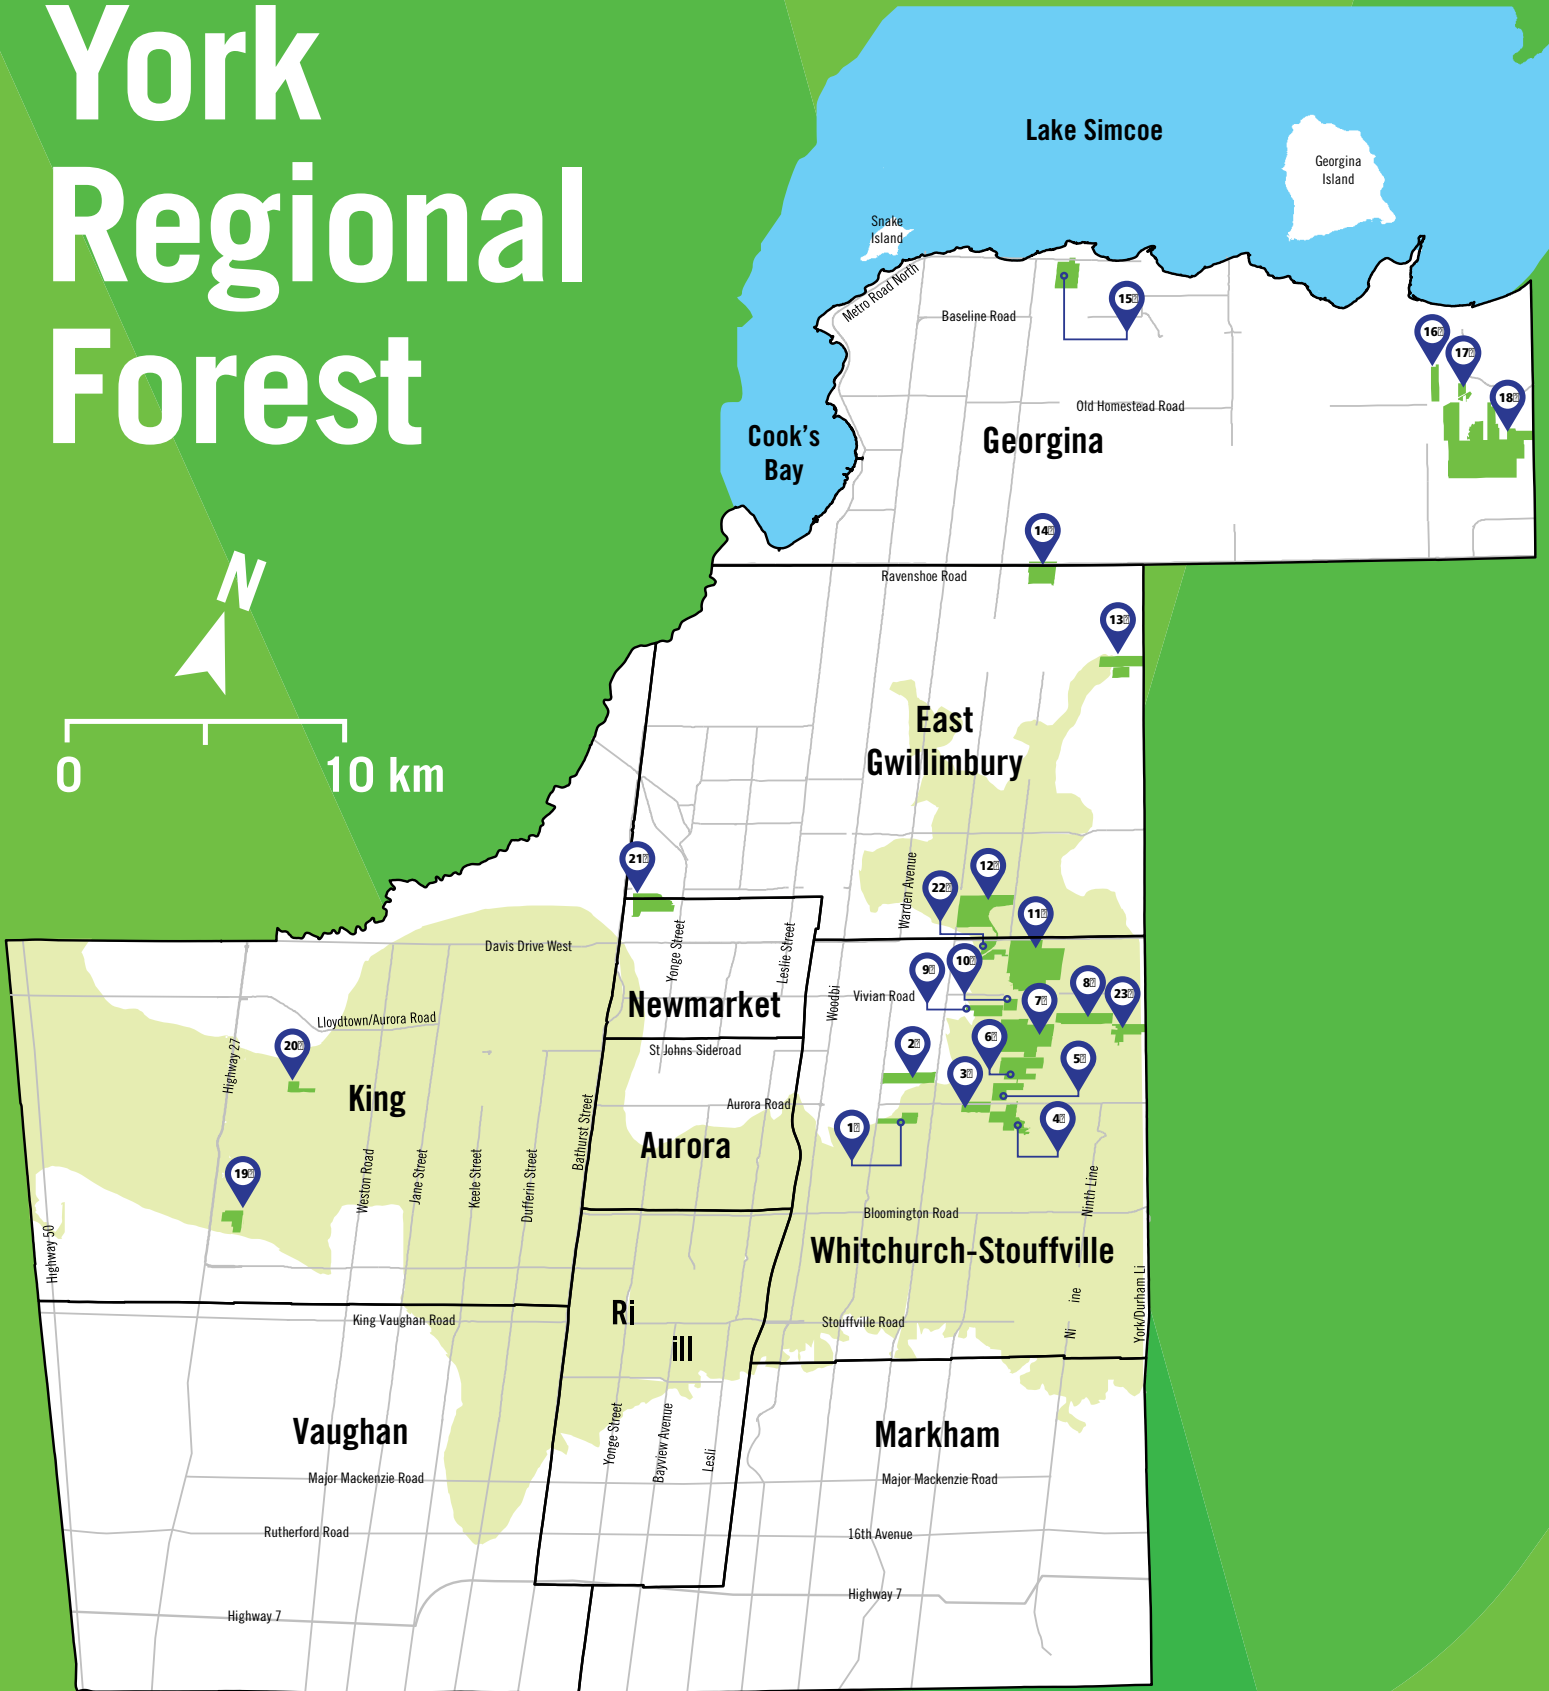 York
Regional
Forest
Lake Simcoe
Georgina
Island
Snake
Island
Metro Road North
Baseline Road
15
16
17
18
Old Homestead Road
Cook's
Bay
Georgina
14
N
Ravenshoe Road
13
0
10 km
East
Gwillimbury
21
Warden Avenue
12
22
11
Davis Drive West
Yonge Street
Leslie Street
9
10
Newmarket
Woodbi
Vivian Road
7
8
23
Lloydtown/Aurora Road
20
Highway 27
St Johns Sideroad
2
6
5
3
King
Aurora Road
1
4
Bathurst Street
Aurora
19
Weston Road
Jane Street
Keele Street
Dufferin Street
Ninth Line
Bloomington Road
Highway 50
Whitchurch-Stouffville
Ri
ill
King Vaughan Road
Stouffville Road
Ni
ine
York/Durham Li
Vaughan
Yonge Street
Bayview Avenue
Lesli
Markham
Major Mackenzie Road
Major Mackenzie Road
Rutherford Road
16th Avenue
Highway 7
Highway 7